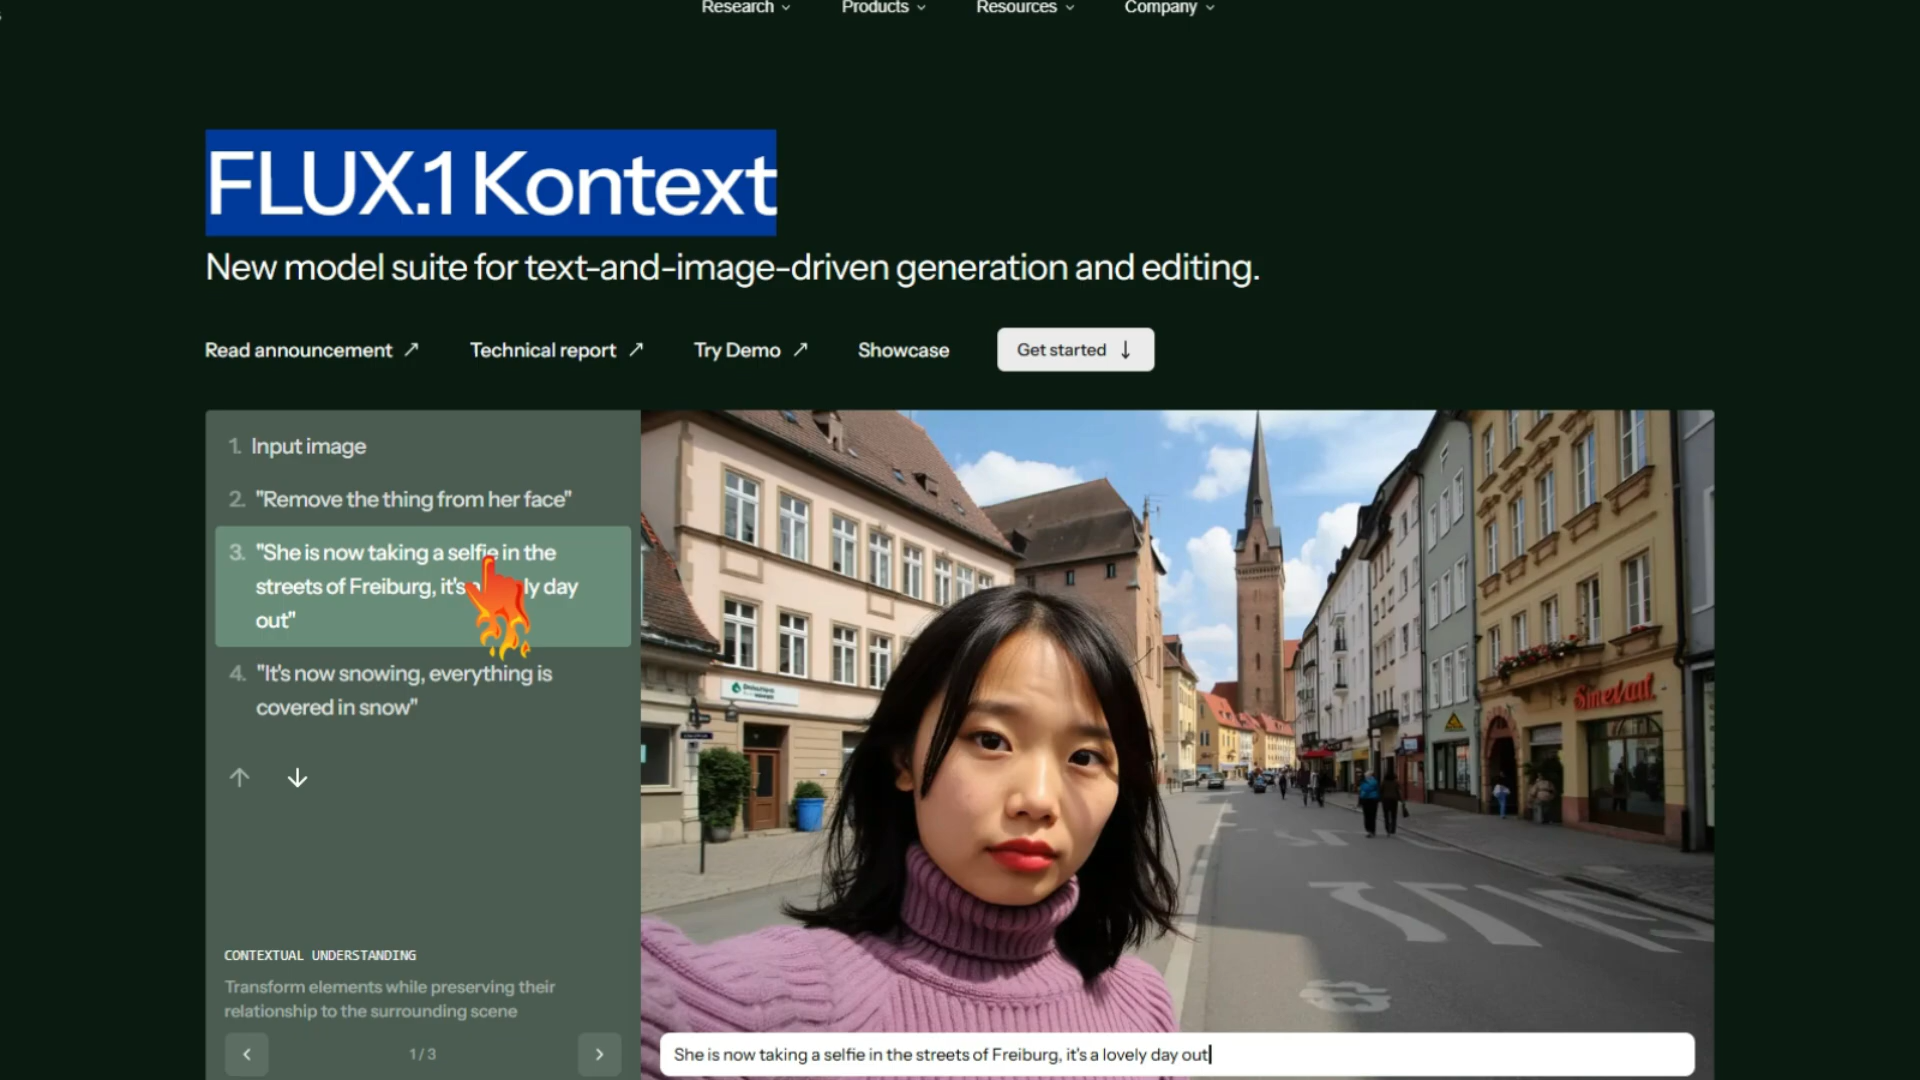 Research
Products
Resources
Company
FLUX.1 Kontext
New model suite for text-and-image-driven generation and editing.
Read announcement ↗
Technical report ↗
Try Demo ↗
Showcase
Get started ↓
1. Input image
2. "Remove the thing from her face"
3. "She is now taking a selfie in the
streets of Freiburg, it's ly day
out"
4. "It's now snowing, everything is
covered in snow"
CONTEXTUAL UNDERSTANDING
Transform elements while preserving their
relationship to the surrounding scene
1 / 3
She is now taking a selfie in the streets of Freiburg, it's a lovely day out